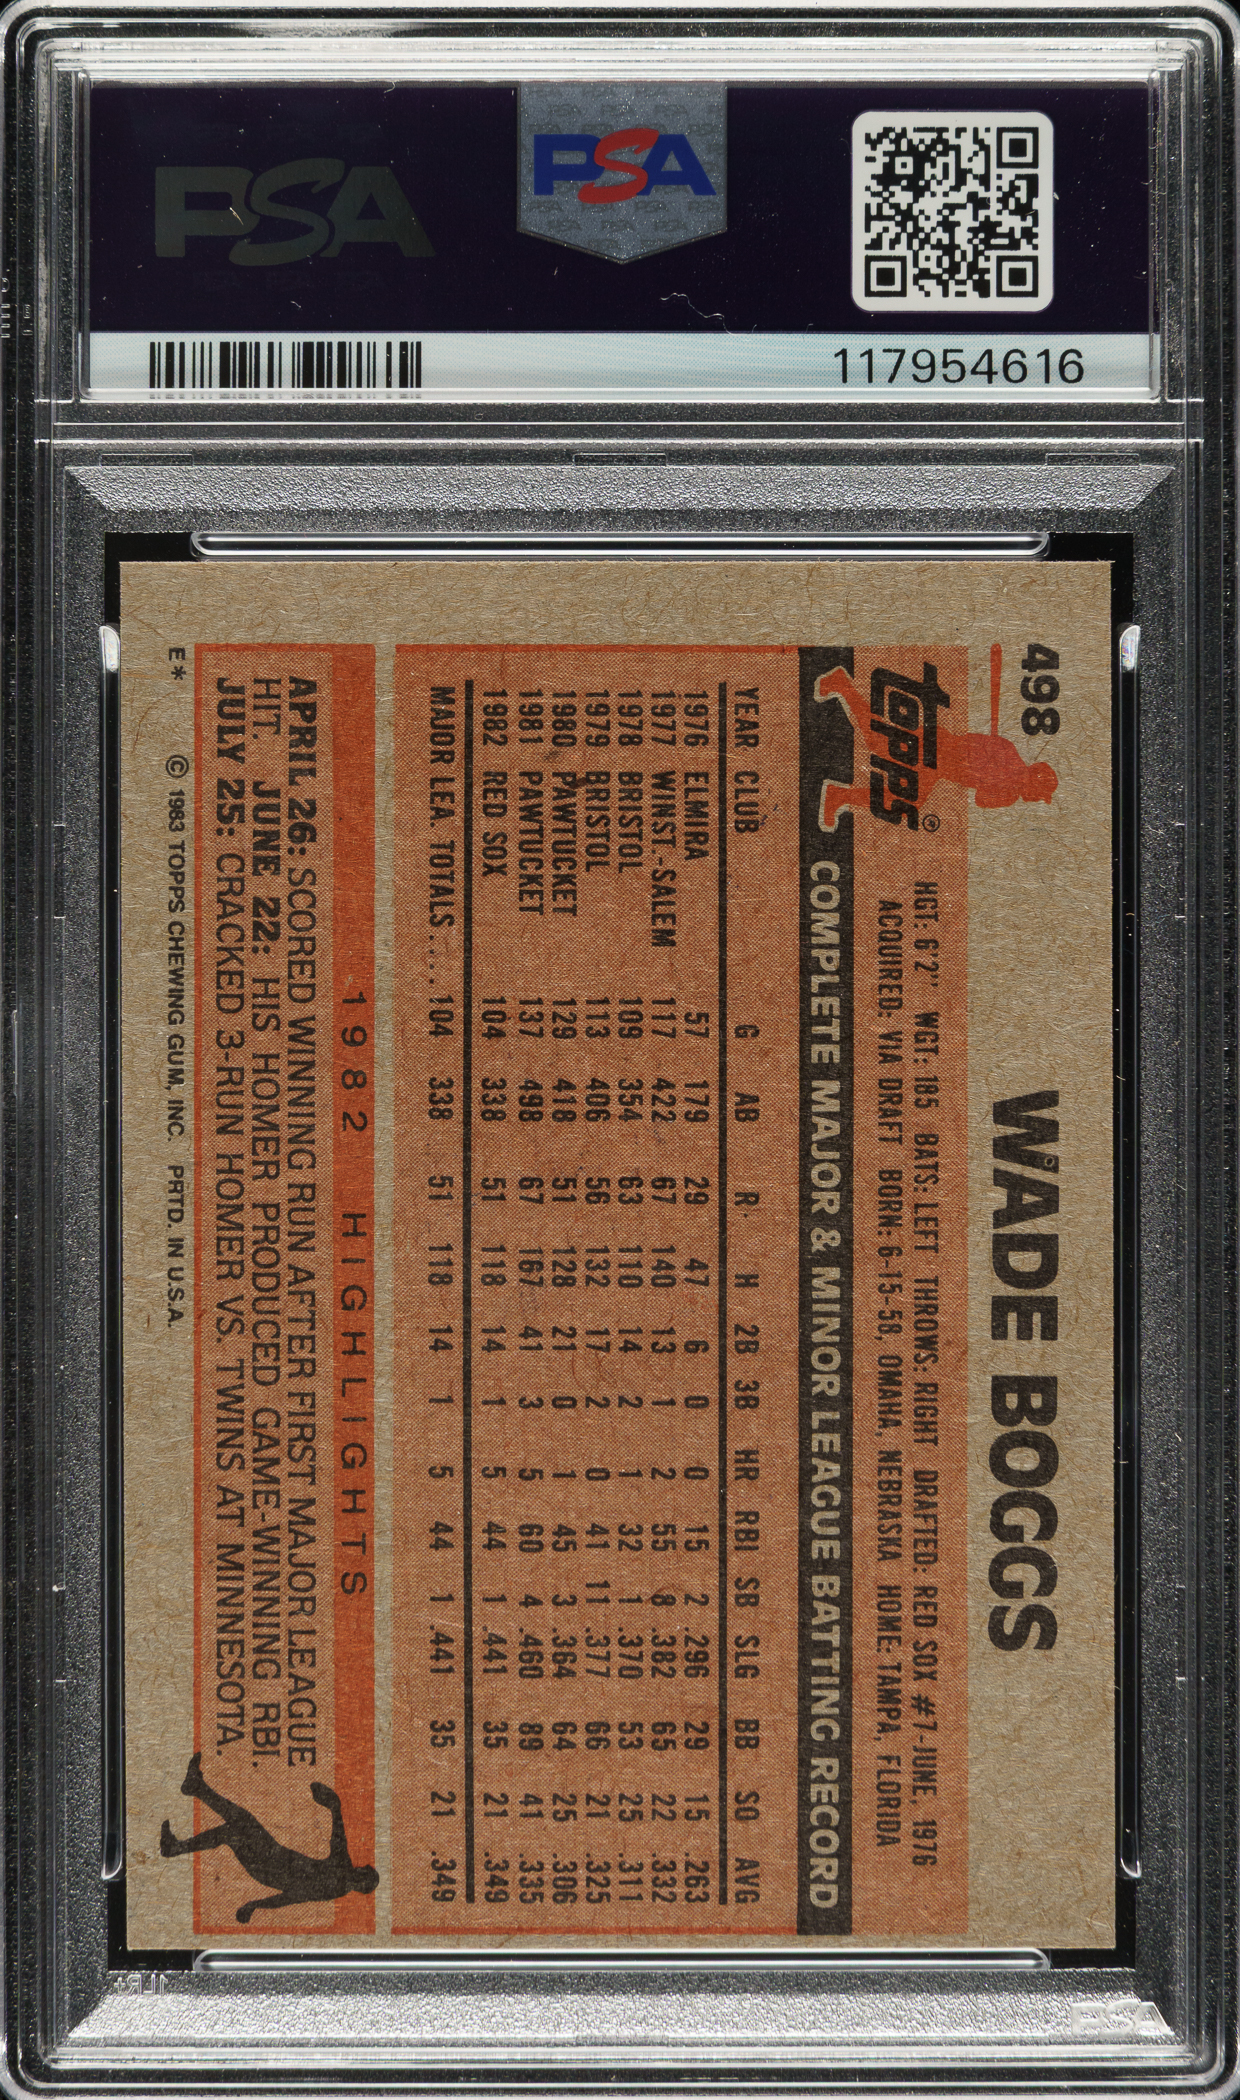 PSA
PSA
117954616
498
WADE BOGGS
Topps®
HGT: 6'2" WGT: 185 BATS: LEFT THROWS: RIGHT DRAFTED: RED SOX #7-JUNE, 1976
ACQUIRED: VIA DRAFT BORN: 6-15-58, OMAHA, NEBRASKA HOME: TAMPA, FLORIDA
COMPLETE MAJOR & MINOR LEAGUE BATTING RECORD
YEAR CLUB G AB R H 2B 3B HR RBI SB SLG BB SO AVG
1976 ELMIRA 57 179 29 47 6 0 0 15 2 .296 29 15 .263
1977 WINST.-SALEM 117 422 67 140 13 1 2 55 8 .382 65 22 .332
1978 BRISTOL 109 354 63 110 14 2 1 32 1 .370 53 25 .311
1979 BRISTOL 113 406 56 132 17 2 0 41 11 .377 66 21 .325
1980 PAWTUCKET 129 418 51 128 21 0 1 45 3 .364 64 25 .306
1981 PAWTUCKET 137 498 67 167 41 3 5 60 4 .460 89 41 .335
1982 RED SOX 104 338 51 118 14 1 5 44 1 .441 35 21 .349
MAJOR LEA. TOTALS..... 104 338 51 118 14 1 5 44 1 .441 35 21 .349
1982 HIGHLIGHTS
APRIL 26: SCORED WINNING RUN AFTER FIRST MAJOR LEAGUE
HIT. JUNE 22: HIS HOMER PRODUCED GAME-WINNING RBI.
JULY 25: CRACKED 3-RUN HOMER VS. TWINS AT MINNESOTA.
E* © 1983 TOPPS CHEWING GUM, INC. PRTD. IN U.S.A.
PSA